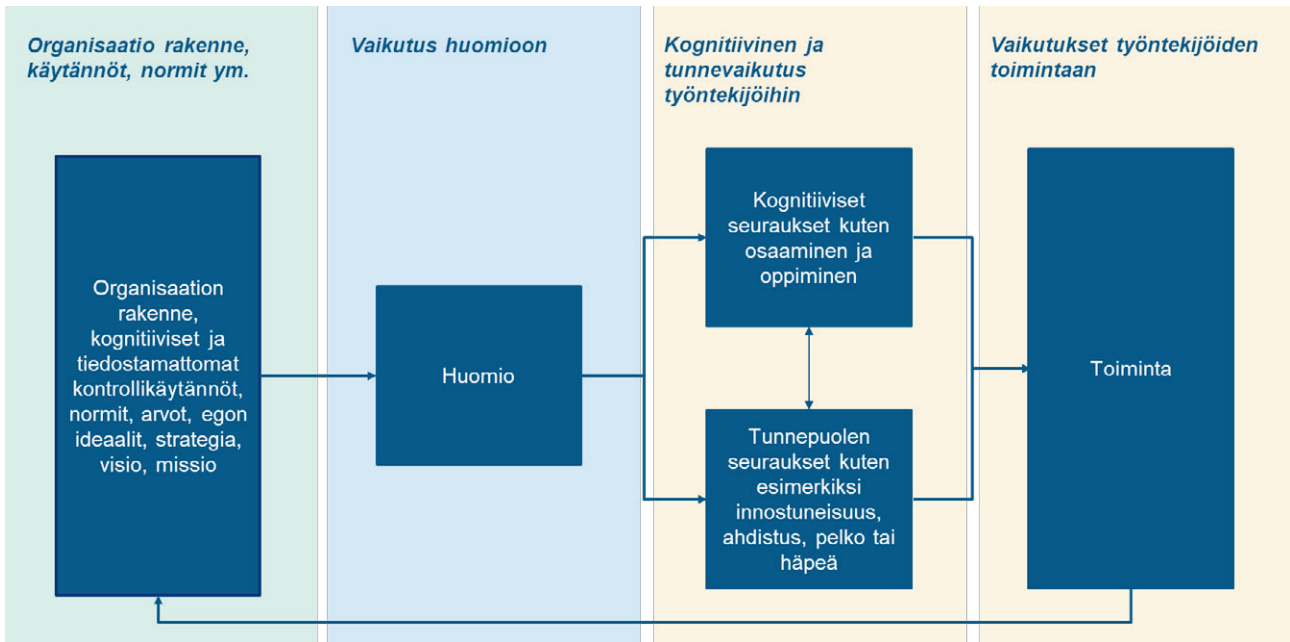 Organisaatio rakenne,
käytännöt, normit ym.
Vaikutus huomioon
Kognitiivinen ja
tunnevaikutus
työntekijöihin
Vaikutukset työntekijöiden
toimintaan
Organisaation
rakenne,
kognitiiviset ja
tiedostamattomat
kontrollikäytännöt,
normit, arvot, egon
ideaalit, strategia,
visio, missio
Huomio
Kognitiiviset
seuraukset kuten
osaaminen ja
oppiminen
Tunnepuolen
seuraukset kuten
esimerkiksi
innostuneisuus,
ahdistus, pelko tai
häpeä
Toiminta